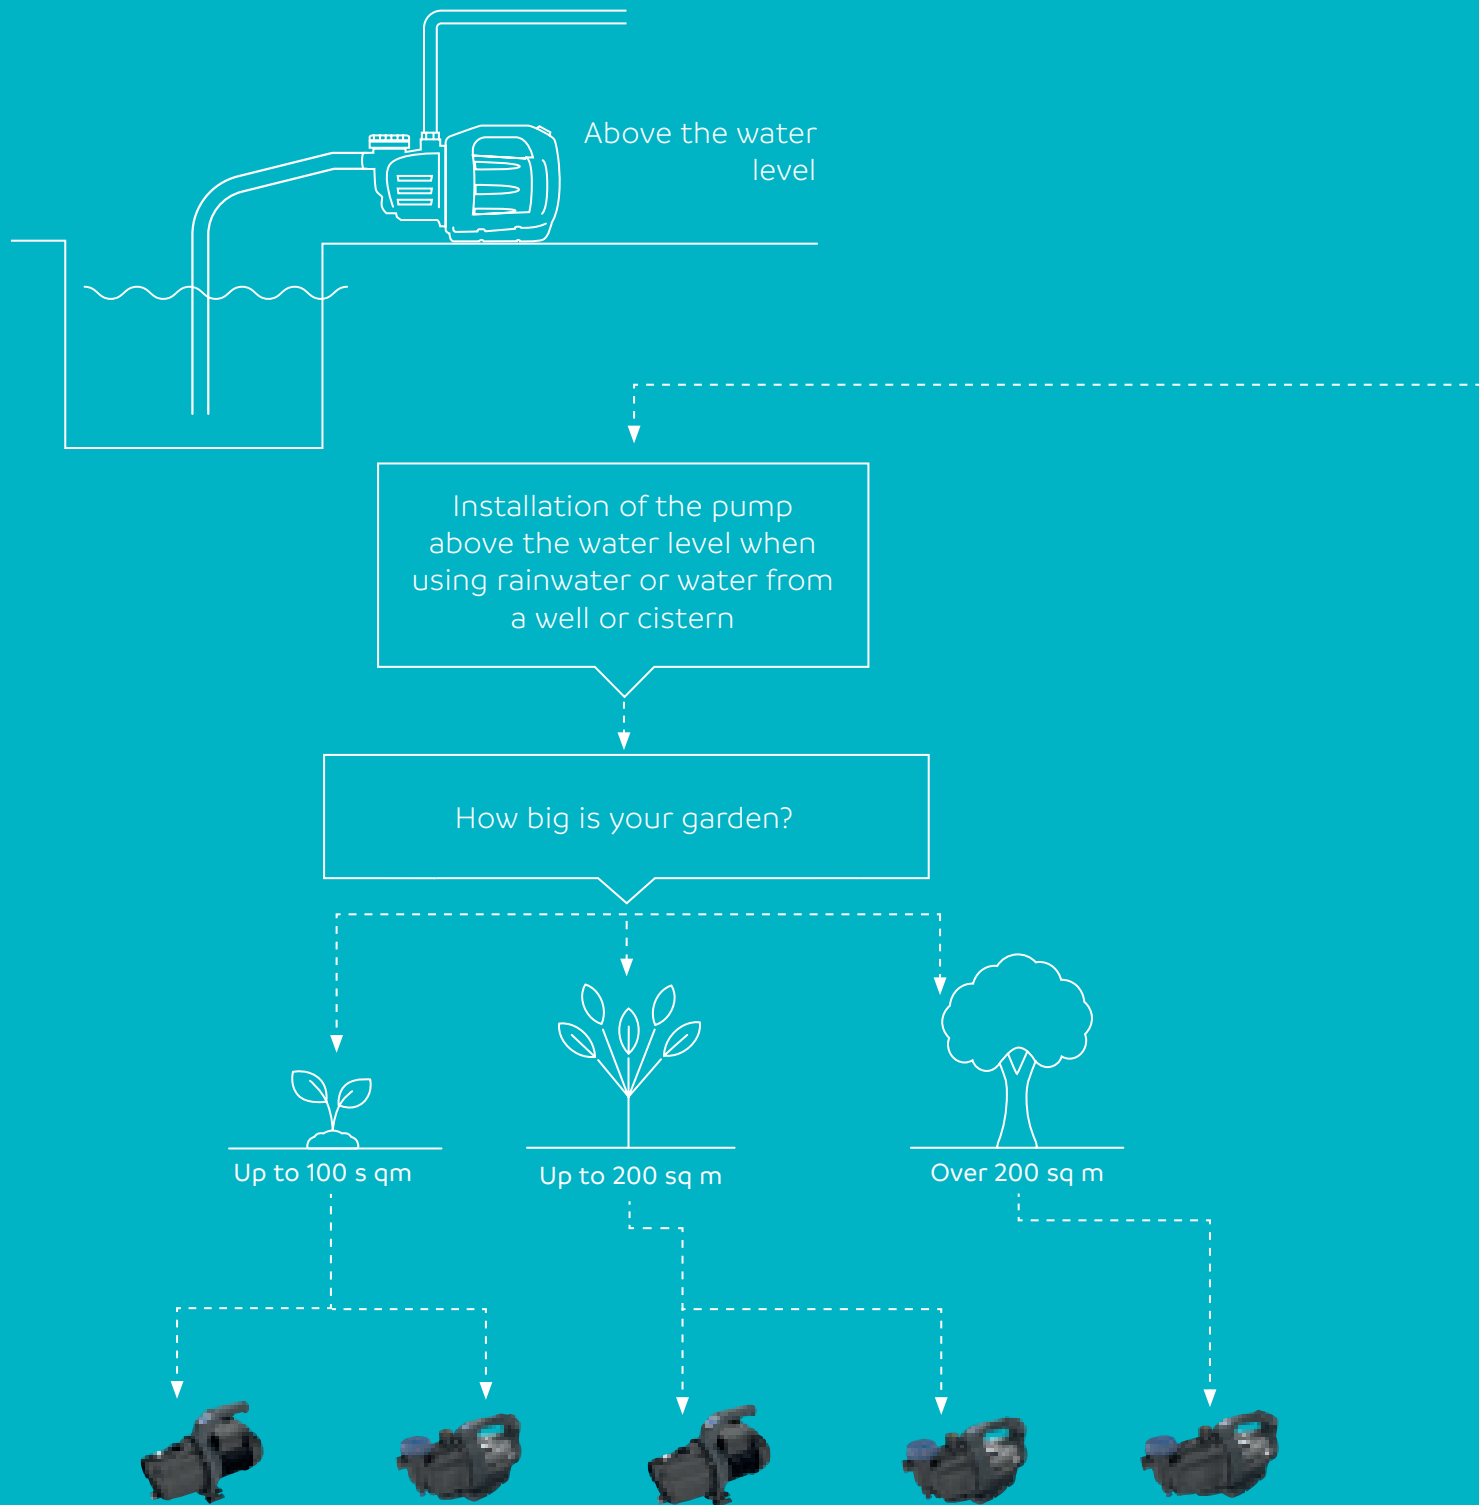 Above the water
level
Installation of the pump
above the water level when
using rainwater or water from
a well or cistern
How big is your garden?
Up to 100 s qm
Up to 200 sq m
Over 200 sq m